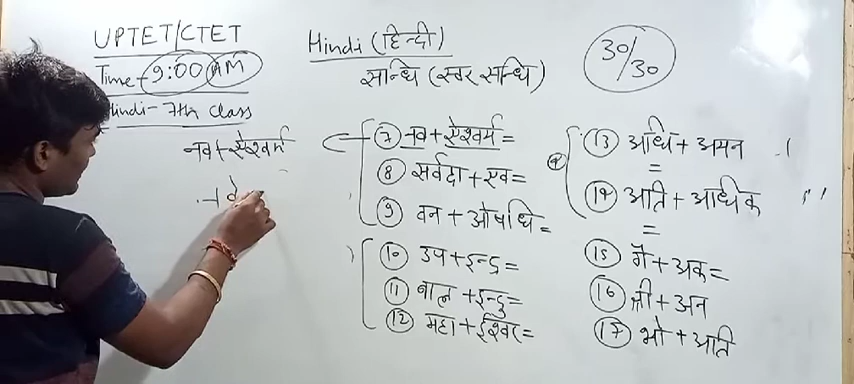 UPTET/CTET
Time - 9:00 AM
Hindi - 7th Class
Hindi (हिन्दी)
सन्धि (स्वर सन्धि)
30/30
नव + ऐश्वर्य
⑦ नव + ऐश्वर्य =
⑧ सर्वदा + एव =
⑨ वन + ओषधि =
⑩ उप + इन्द्र =
⑪ बाल + इन्दु =
⑫ महा + ईश्वर =
⑬ अधि + अयन
=
⑭ अति + अधिक
=
⑮ गै + अक =
⑯ + अन
⑰ भो + अति